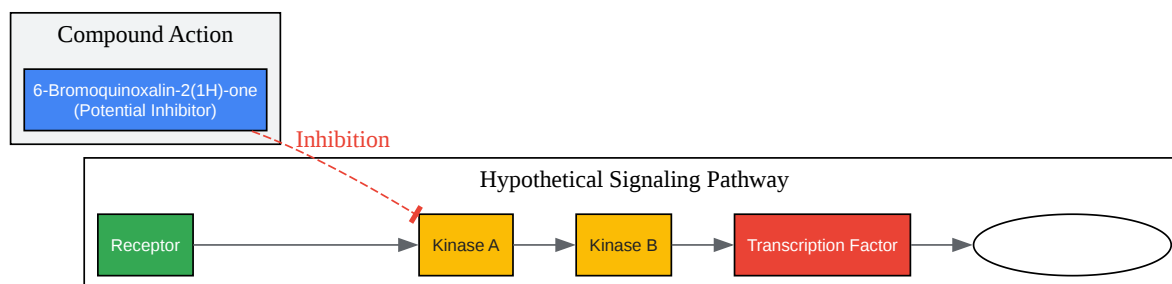 Compound Action
6-Bromoquinoxalin-2(1H)-one
(Potential Inhibitor)
Inhibition
Hypothetical Signaling Pathway
Receptor
Kinase A
Kinase B
Transcription Factor